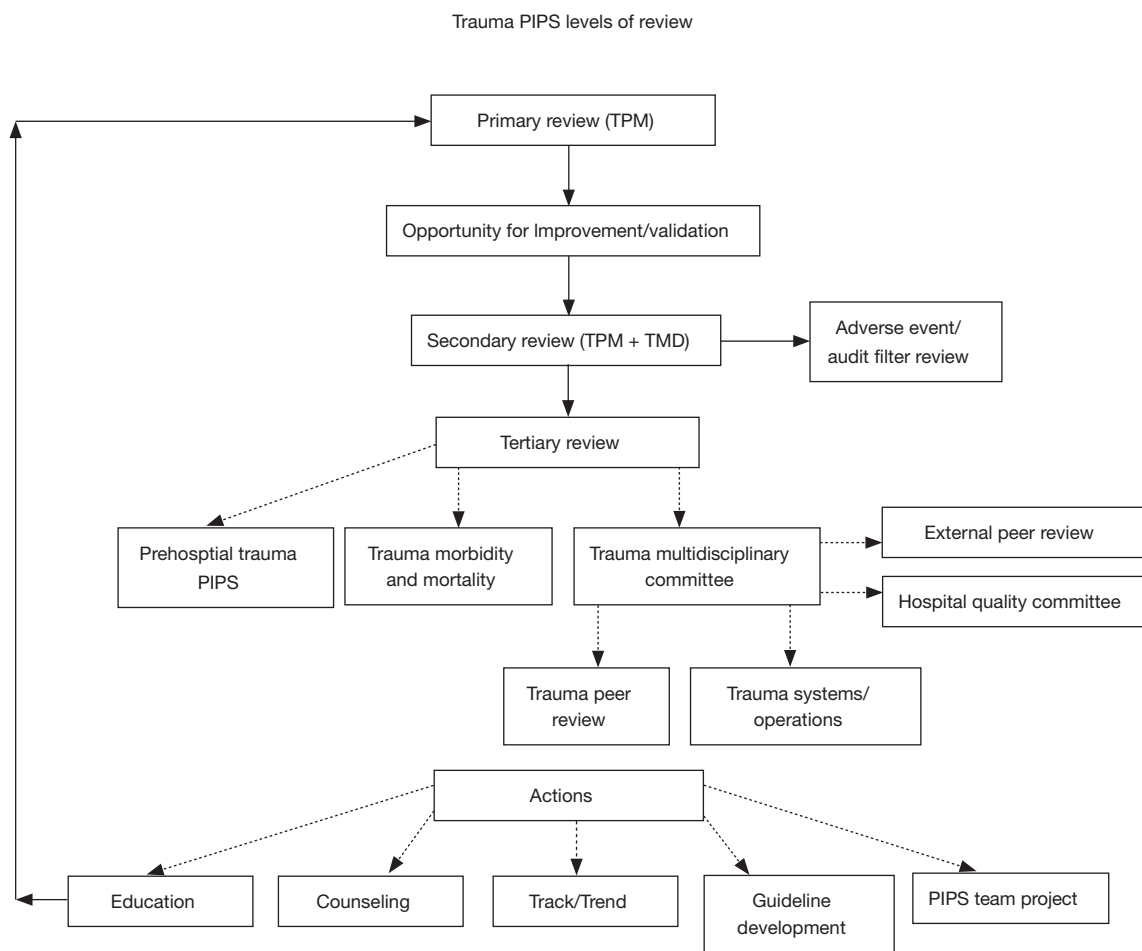 Trauma PIPS levels of review
Primary review (TPM)
Opportunity for Improvement/validation
Secondary review (TPM + TMD)
Adverse event/
audit filter review
Tertiary review
Prehosptial trauma
PIPS
Trauma morbidity
and mortality
Trauma multidisciplinary
committee
External peer review
Hospital quality committee
Trauma peer
review
Trauma systems/
operations
Actions
Education
Counseling
Track/Trend
Guideline
development
PIPS team project